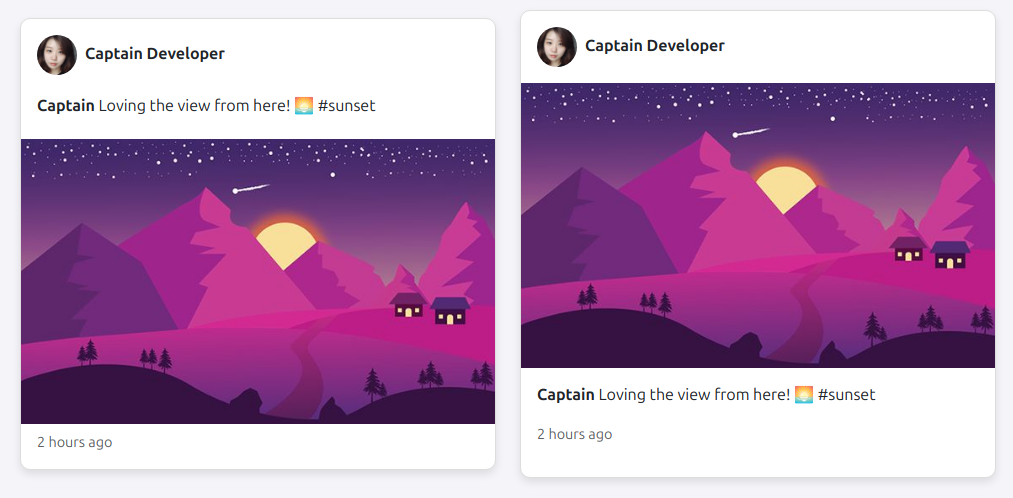 Captain Developer
Captain Loving the view from here! 🌅 #sunset
2 hours ago
Captain Developer
Captain Loving the view from here! 🌅 #sunset
2 hours ago